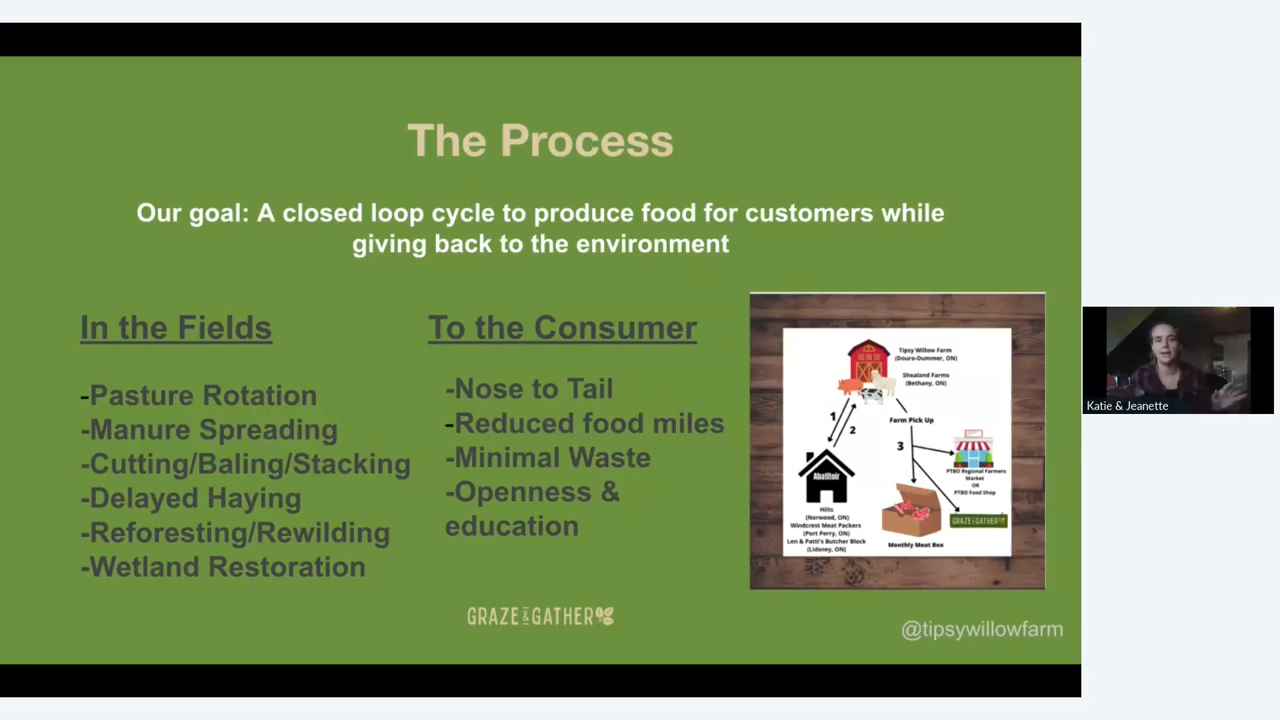 The Process
Our goal: A closed loop cycle to produce food for customers while
giving back to the environment
In the Fields
-Pasture Rotation
-Manure Spreading
-Cutting/Baling/Stacking
-Delayed Haying
-Reforesting/Rewilding
-Wetland Restoration
To the Consumer
-Nose to Tail
-Reduced food miles
-Minimal Waste
-Openness &
education
Tipsy Willow Farm
(Douro-Dummer, ON)
Shealand Farms
(Bethany, ON)
1
2
Farm Pick Up
3
Abattoir
PTBO Regional Farmers
Market
OR
PTBO Food Shop
GRAZE & GATHER
Hilts
(Norwood, ON)
Windcrest Meat Packers
(Port Perry, ON)
Len & Patti's Butcher Block
(Lidsney, ON)
Monthly Meat Box
GRAZE & GATHER
@tipsywillowfarm
Katie & Jeanette